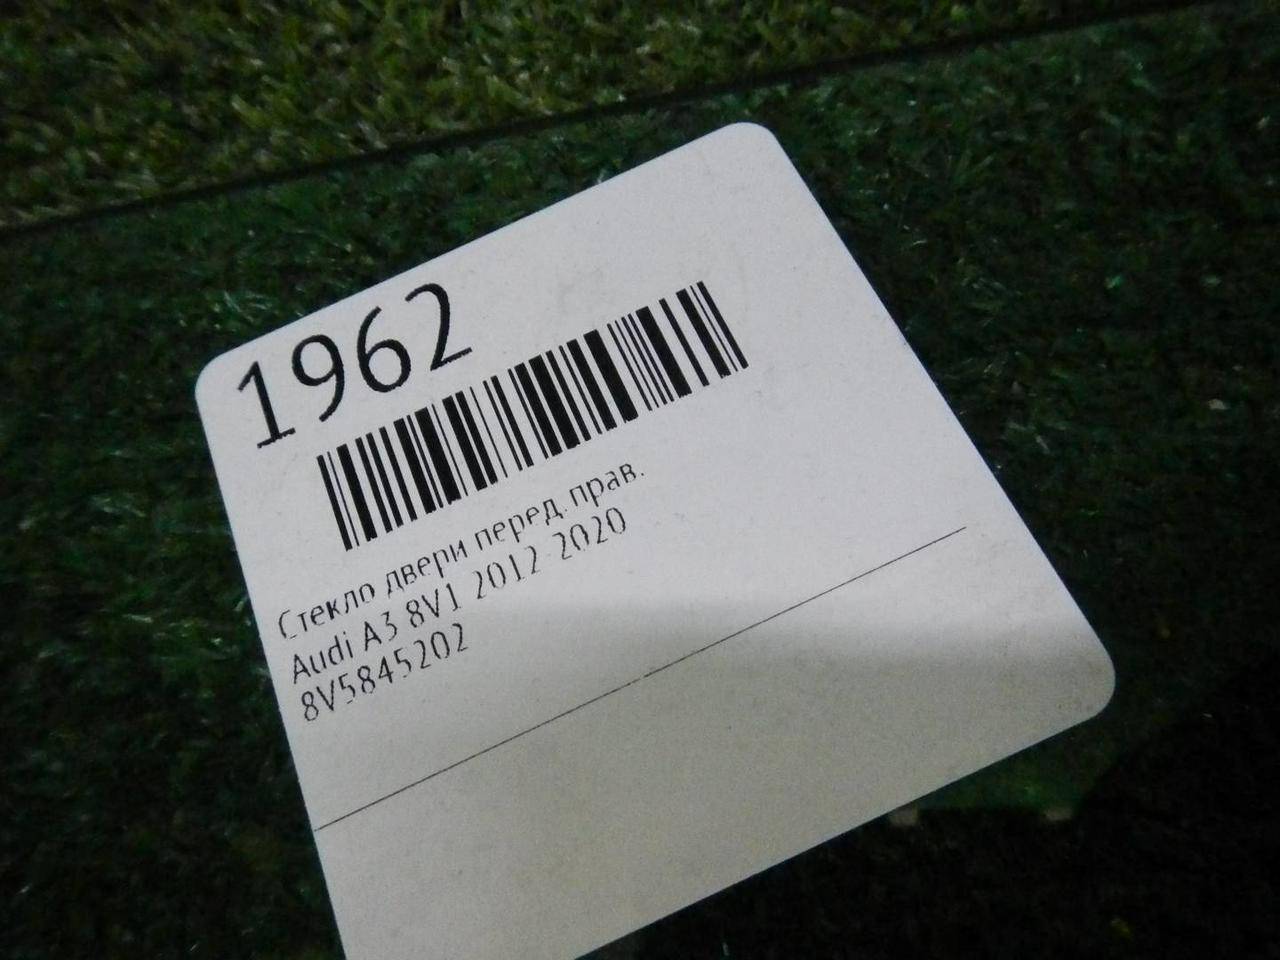 1962
Стекло двери перед.прав.
Audi A3 8V1 2012-2020
8V5845202